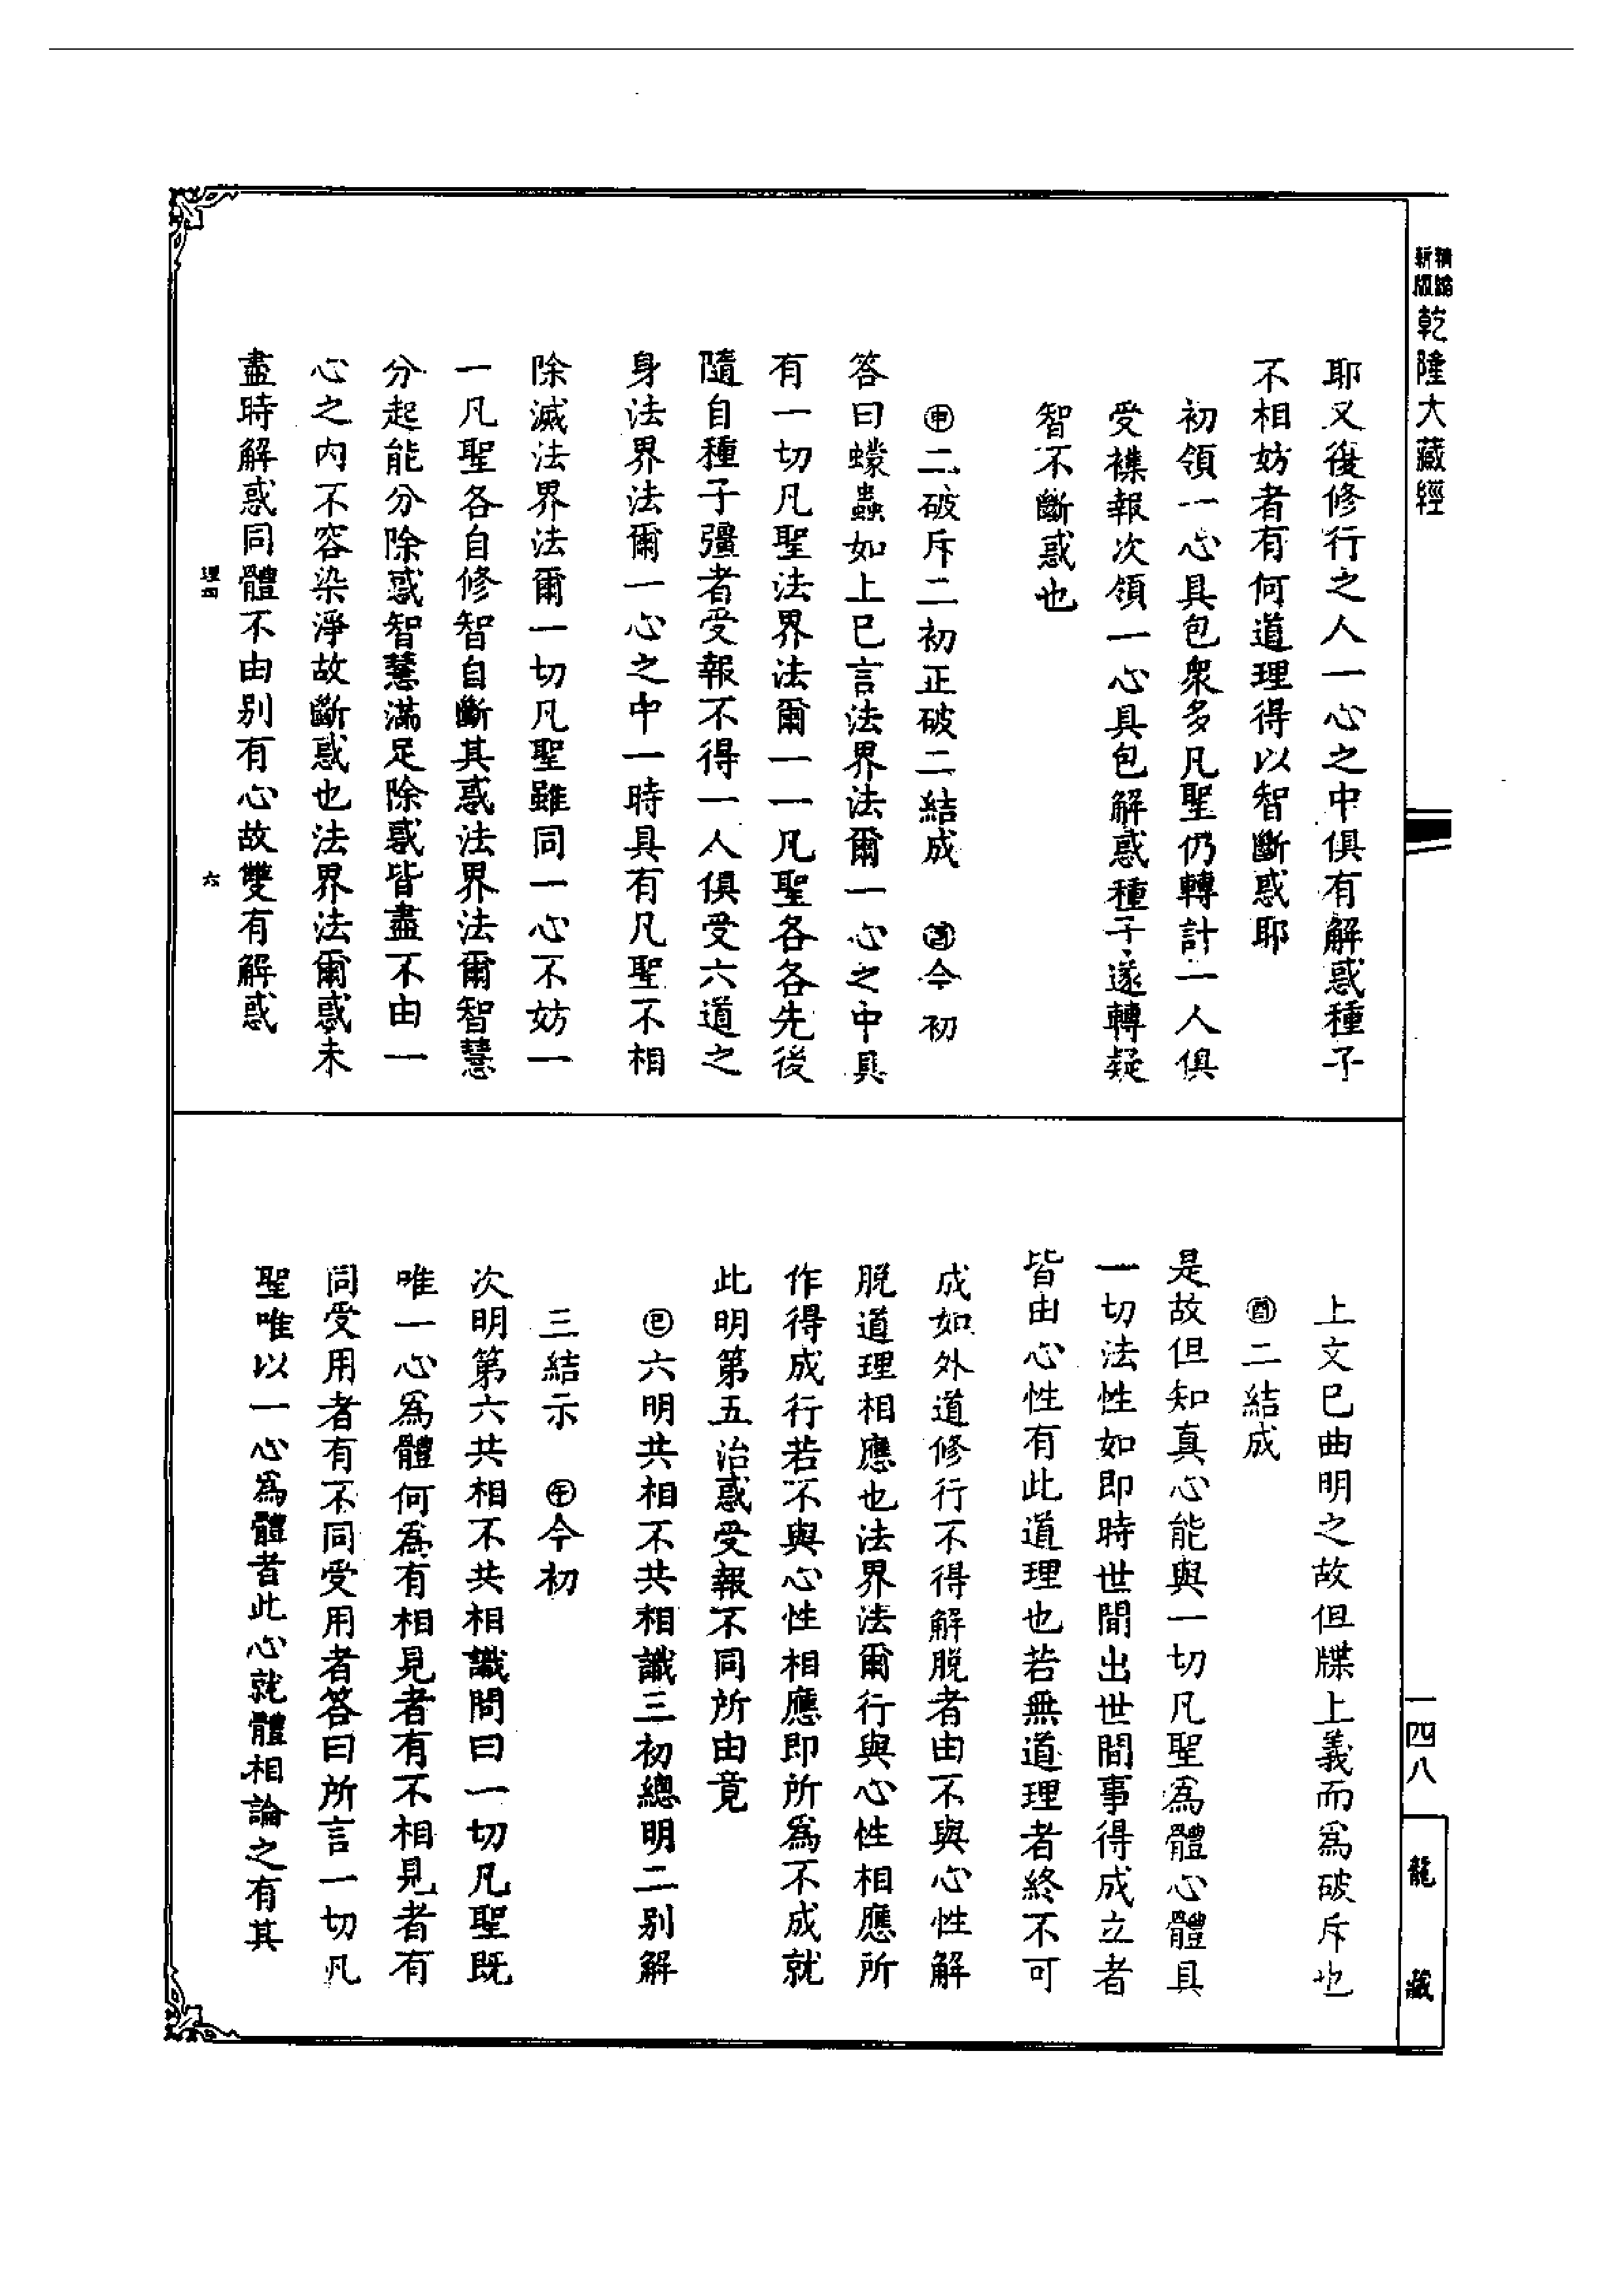 精縮
新版
乾隆大藏經
耶又復修行之人一心之中俱有解惑種子
不相妨者有何道理得以智斷惑耶
初領一心具包衆多凡聖仍轉計一人俱
受襍報次領一心具包解惑種子遂轉疑
智不斷惑也
㊥二破斥二初正破二結成　㊒今初
答曰蠓蟲如上巳言法界法爾一心之中具
有一切凡聖法界法爾一一凡聖各各先後
隨自種子彊者受報不得一人俱受六道之
身法界法爾一心之中一時具有凡聖不相
除滅法界法爾一切凡聖雖同一心不妨一
一凡聖各自修智自斷其惑法界法爾智慧
分起能分除惑智慧滿足除惑皆盡不由一
心之内不容染淨故斷惑也法界法爾惑未
盡時解惑同體不由別有心故雙有解惑
理四
六
上文巳曲明之故但牒上義而爲破斥也
二結成
是故但知真心能與一切凡聖爲體心體具
一切法性如即時世間出世間事得成立者
皆由心性有此道理也若無道理者終不可
成如外道修行不得解脱者由不與心性解
脱道理相應也法界法爾行與心性相應所
作得成行若不與心性相應即所爲不成就
此明第五治惑受報不同所由竟
巳六明共相不共相識三初總明二別解
三結示　午今初
次明第六共相不共相識問曰一切凡聖既
唯一心爲體何爲有相見者有不相見者有
同受用者有不同受用者答曰所言一切凡
聖唯以一心爲體者此心就體相論之有其
一四八
龍藏